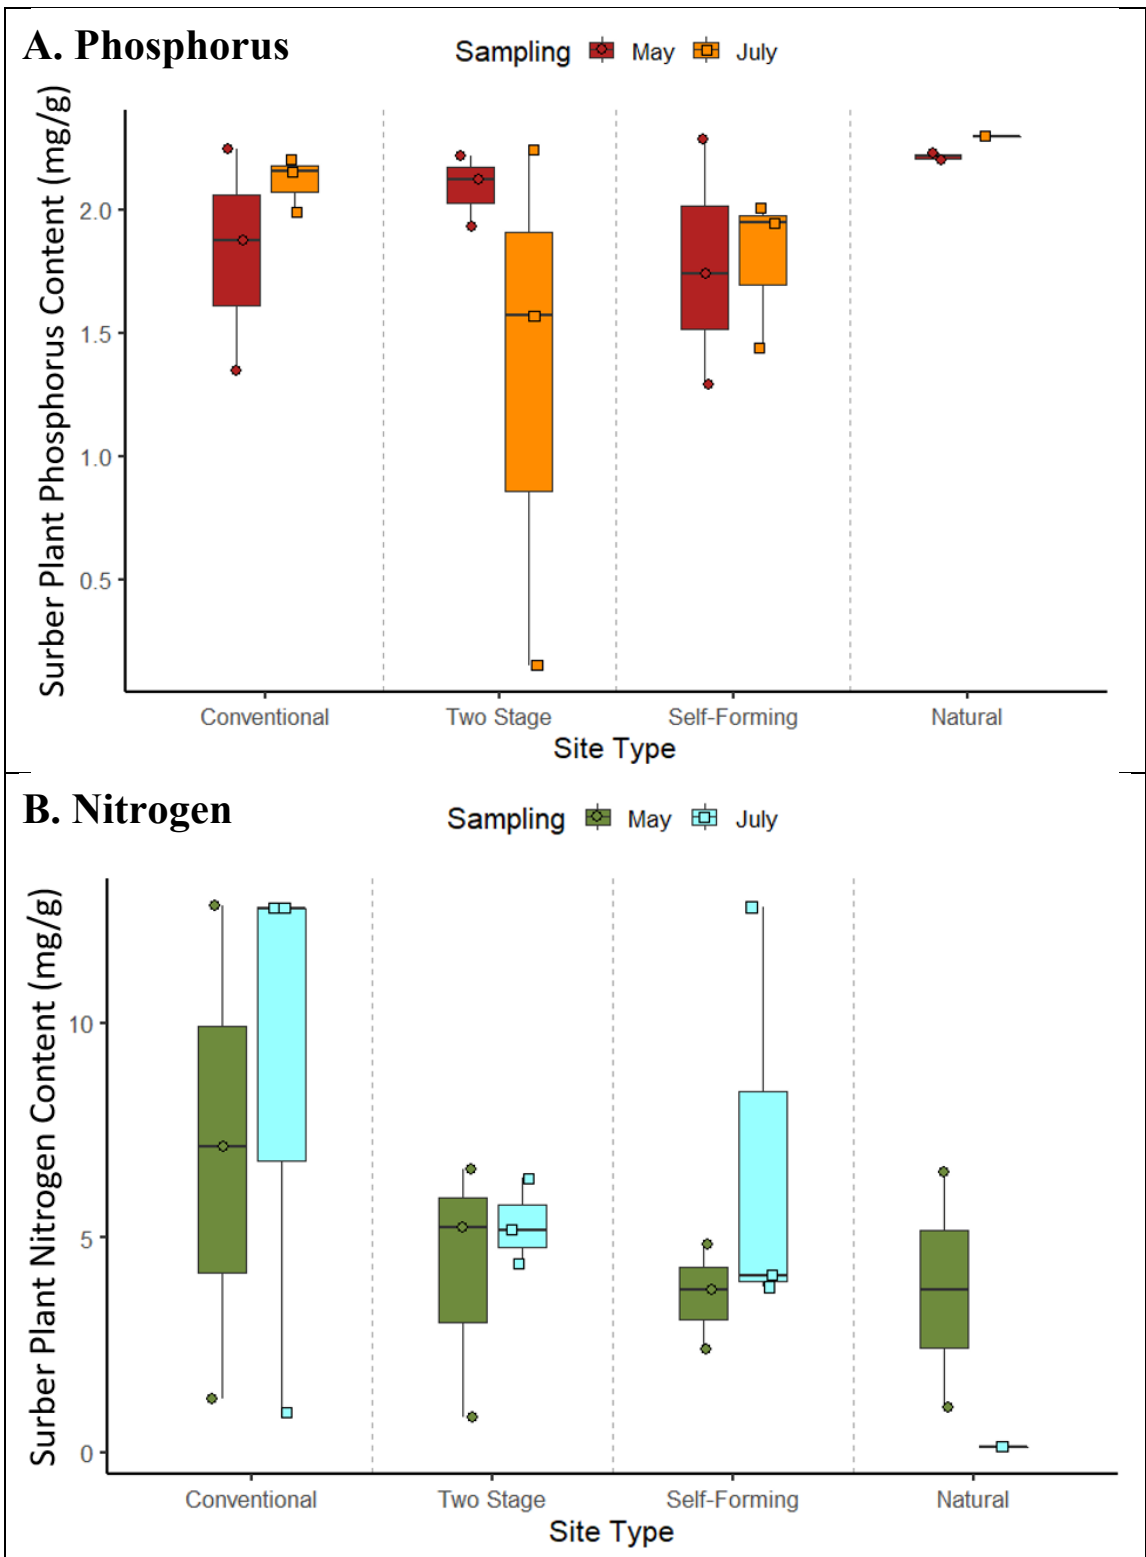 A. Phosphorus
Sampling May July
Surber Plant Phosphorus Content (mg/g)
2.0
1.5
1.0
0.5
Conventional Two Stage Self-Forming Natural
Site Type
B. Nitrogen
Sampling May July
Surber Plant Nitrogen Content (mg/g)
10
5
0
Conventional Two Stage Self-Forming Natural
Site Type